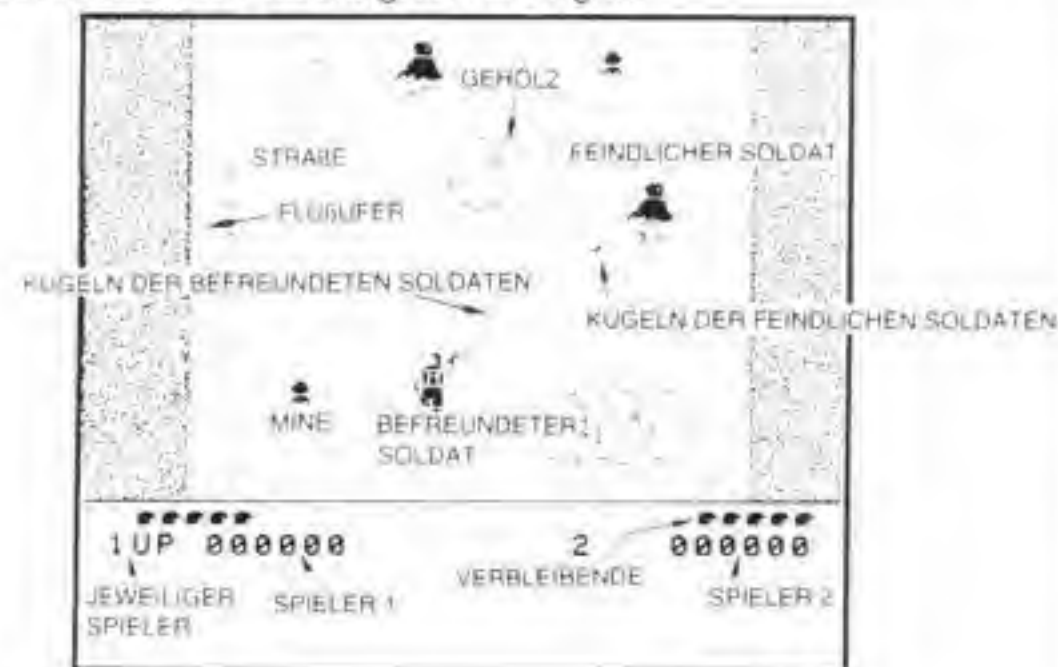 GEHÖLZ
STRAßE
FEINDLICHER SOLDAT
FLUßUFER
KUGELN DER BEFREUNDETEN SOLDATEN
KUGELN DER FEINDLICHEN SOLDATEN
MINE
BEFREUNDETER
SOLDAT
1UP 000000 2 000000
VERBLEIBENDE
JEWEILIGER
SPIELER
SPIELER 1
SPIELER 2